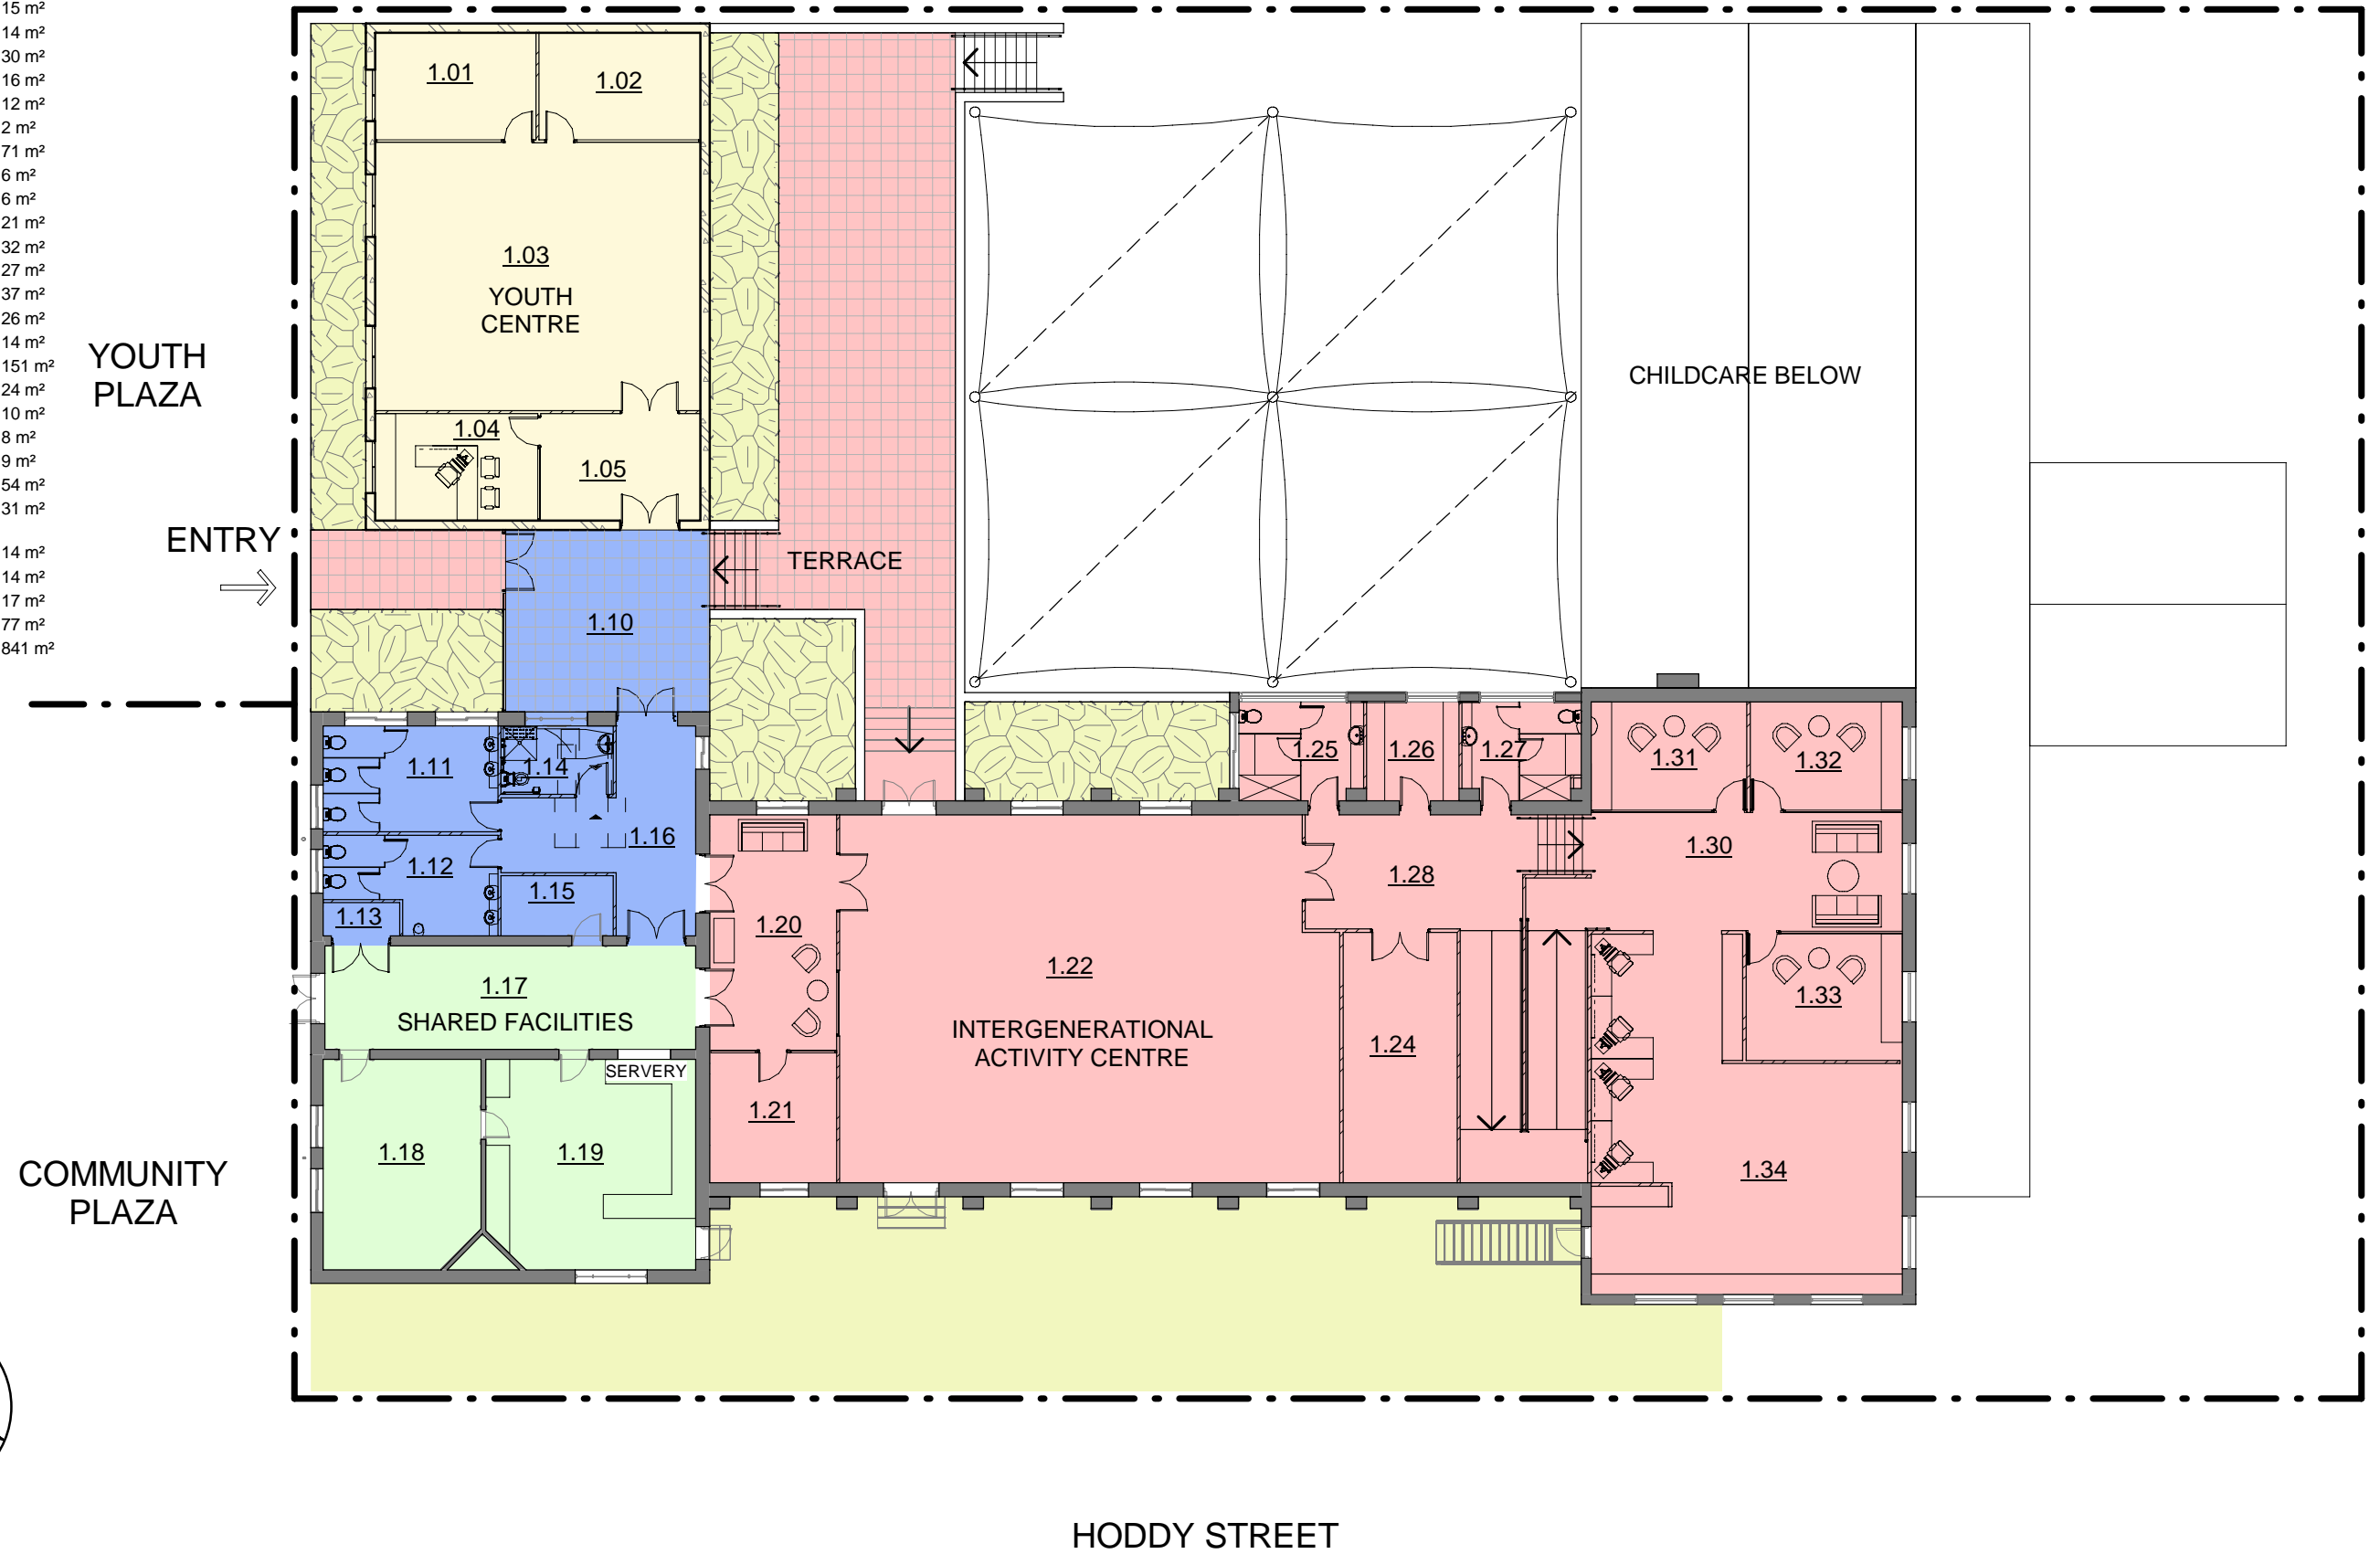 15 m²
14 m²
30 m²
16 m²
12 m²
2 m²
71 m²
6 m²
6 m²
21 m²
32 m²
27 m²
37 m²
26 m²
14 m²
151 m²
24 m²
10 m²
8 m²
9 m²
54 m²
31 m²
14 m²
14 m²
17 m²
77 m²
841 m²
YOUTH
PLAZA
ENTRY
COMMUNITY
PLAZA
1.01
1.02
1.03
YOUTH
CENTRE
1.04
1.05
TERRACE
CHILDCARE BELOW
1.10
1.11
1.14
1.16
1.12
1.15
1.13
1.17
SHARED FACILITIES
SERVERY
1.18
1.19
1.20
1.21
1.22
INTERGENERATIONAL
ACTIVITY CENTRE
1.24
1.25
1.26
1.27
1.28
1.30
1.31
1.32
1.33
1.34
HODDY STREET